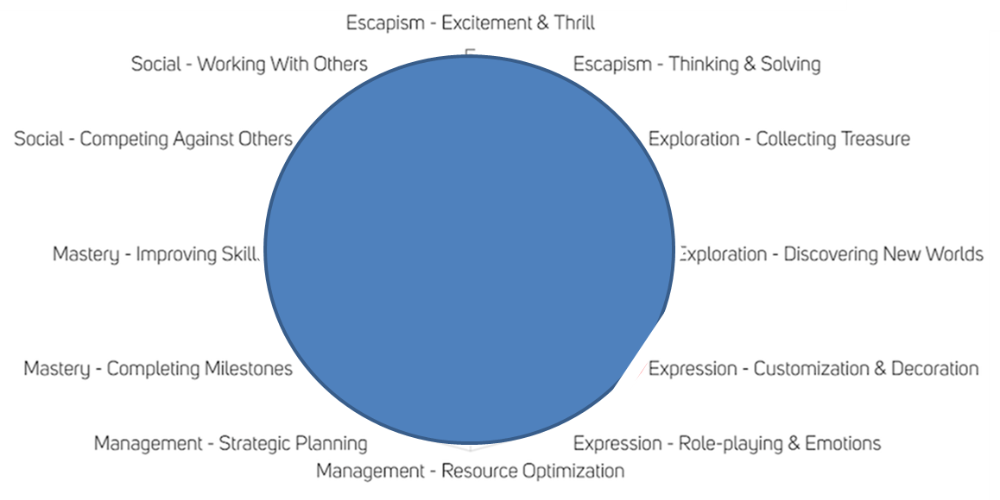 Escapism - Excitement & Thrill
Social - Working With Others
Escapism - Thinking & Solving
Social - Competing Against Others
Exploration - Collecting Treasure
Mastery - Improving Skill
Exploration - Discovering New Worlds
Mastery - Completing Milestones
Expression - Customization & Decoration
Management - Strategic Planning
Expression - Role-playing & Emotions
Management - Resource Optimization